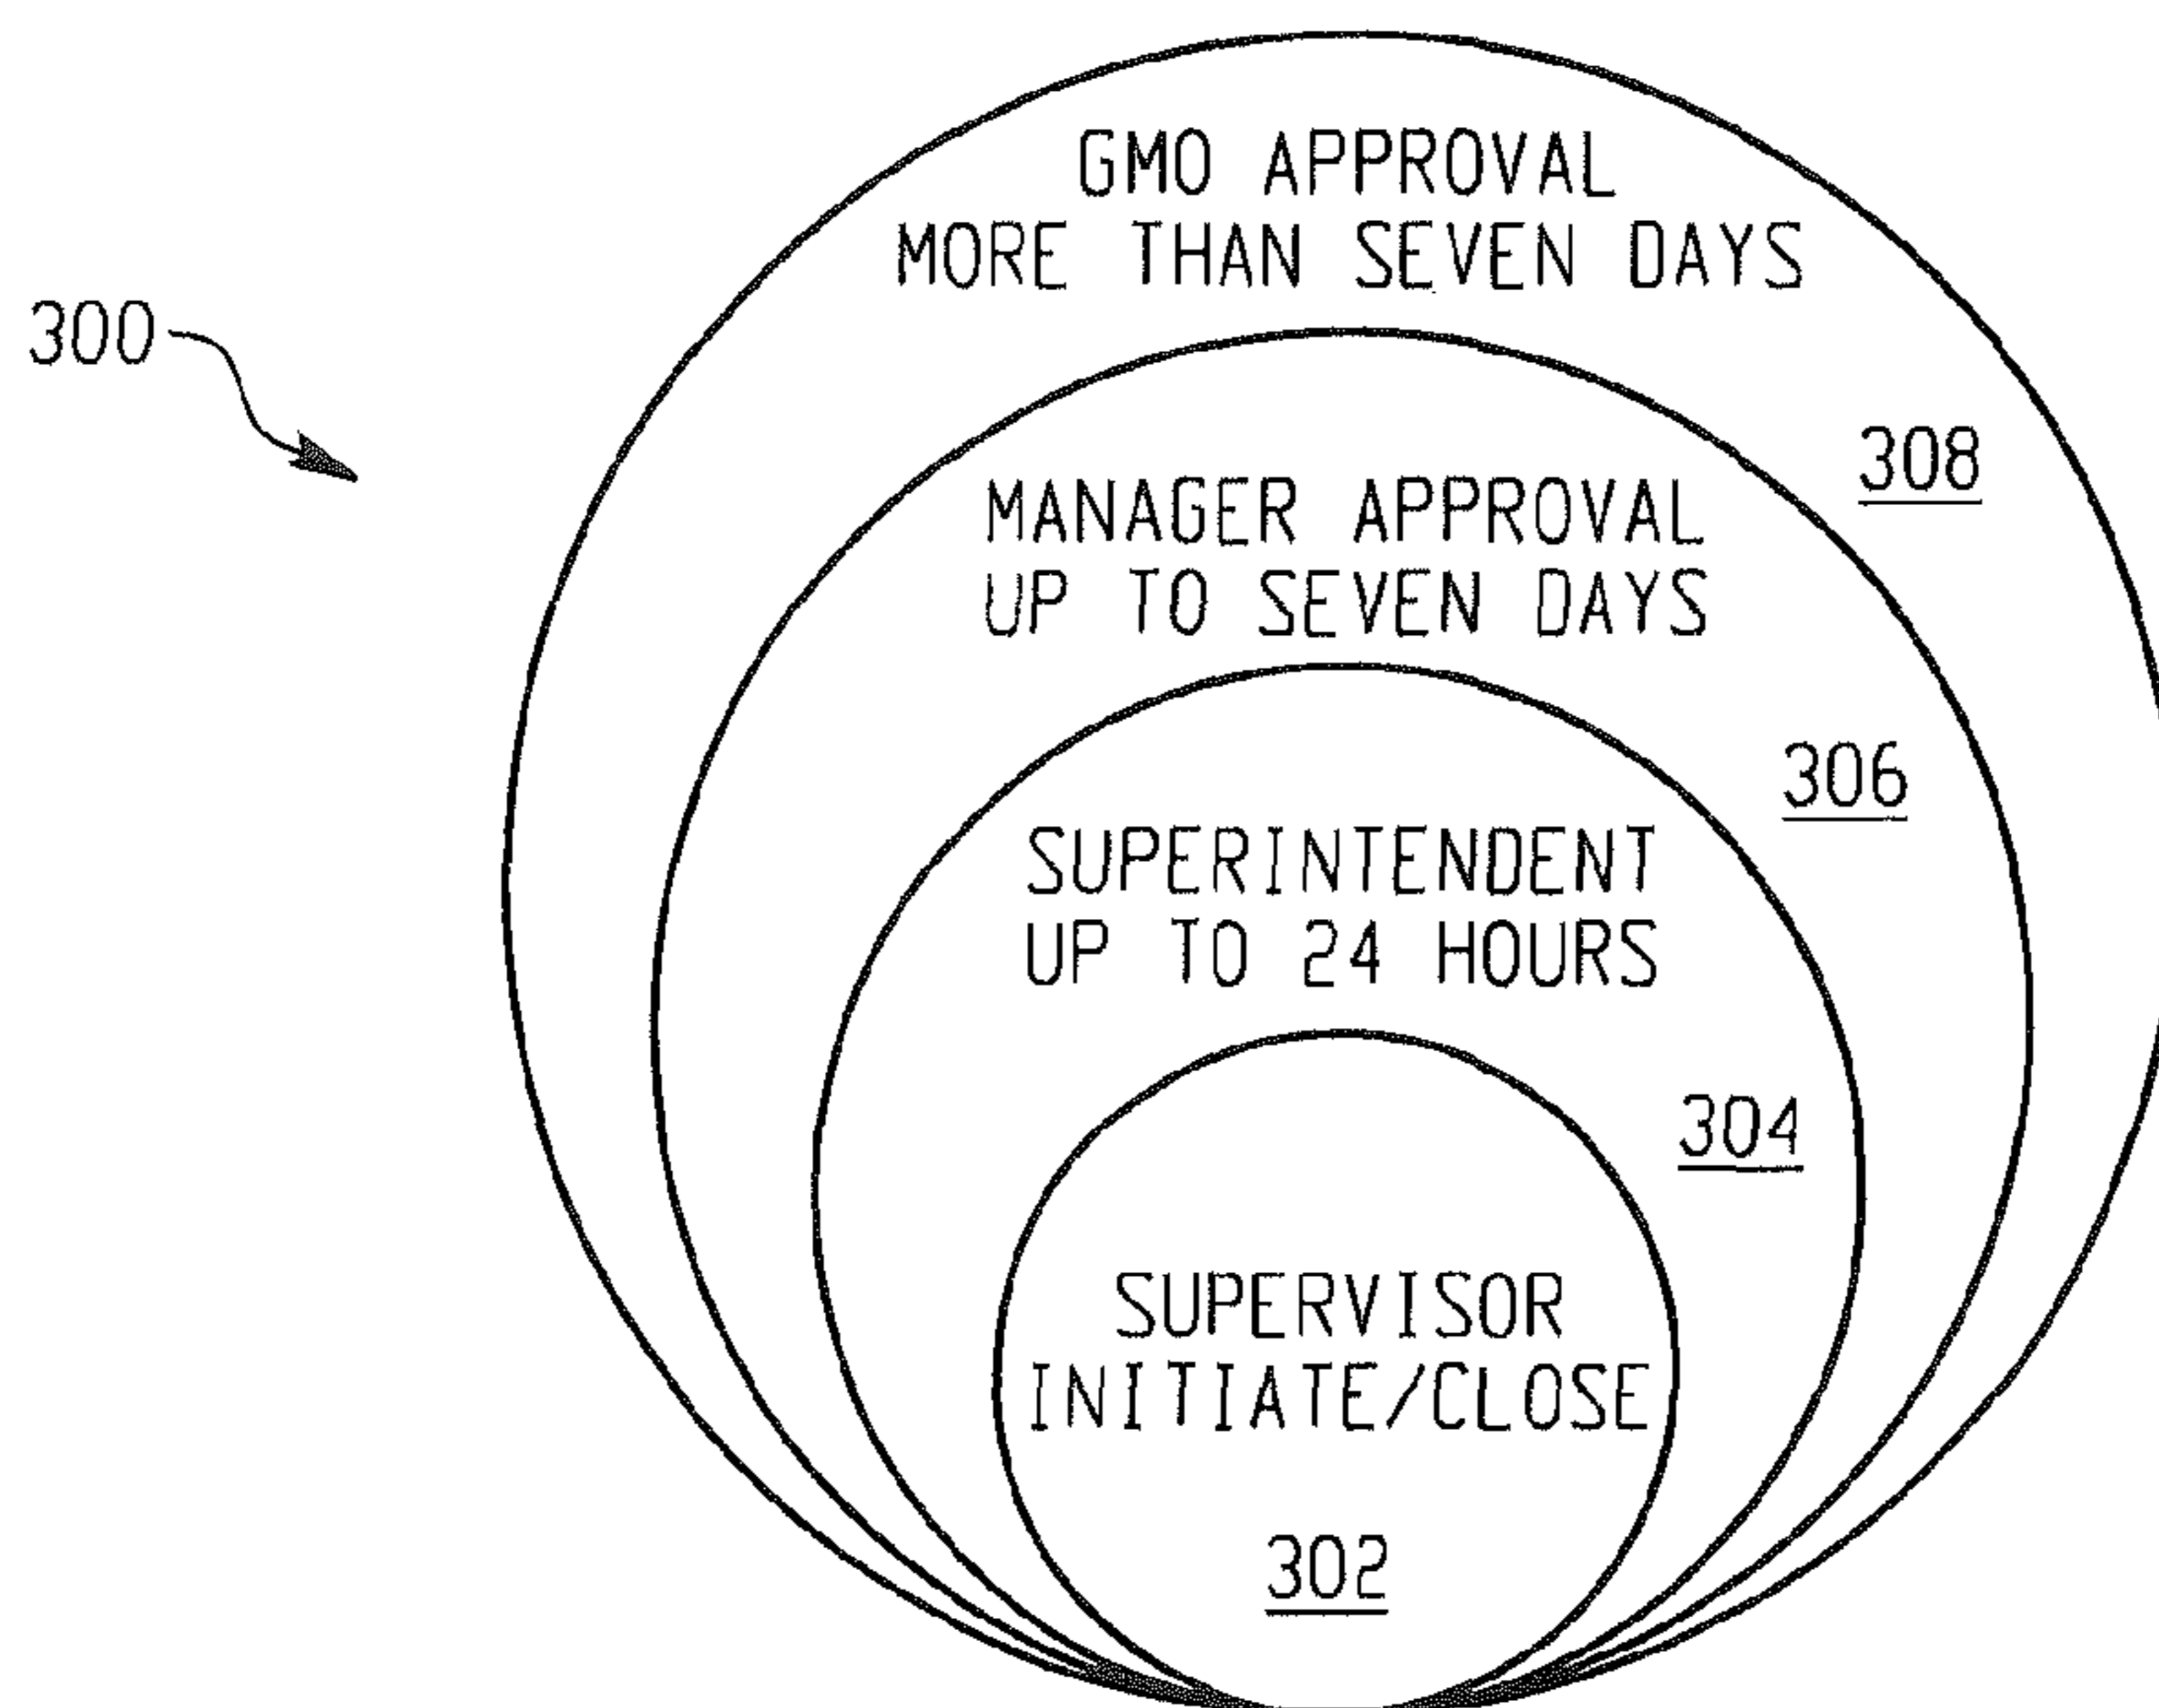 GMO APPROVAL
MORE THAN SEVEN DAYS
300
308
MANAGER APPROVAL
UP TO SEVEN DAYS
306
SUPERINTENDENT
UP TO 24 HOURS
304
SUPERVISOR
INITIATE/CLOSE
302